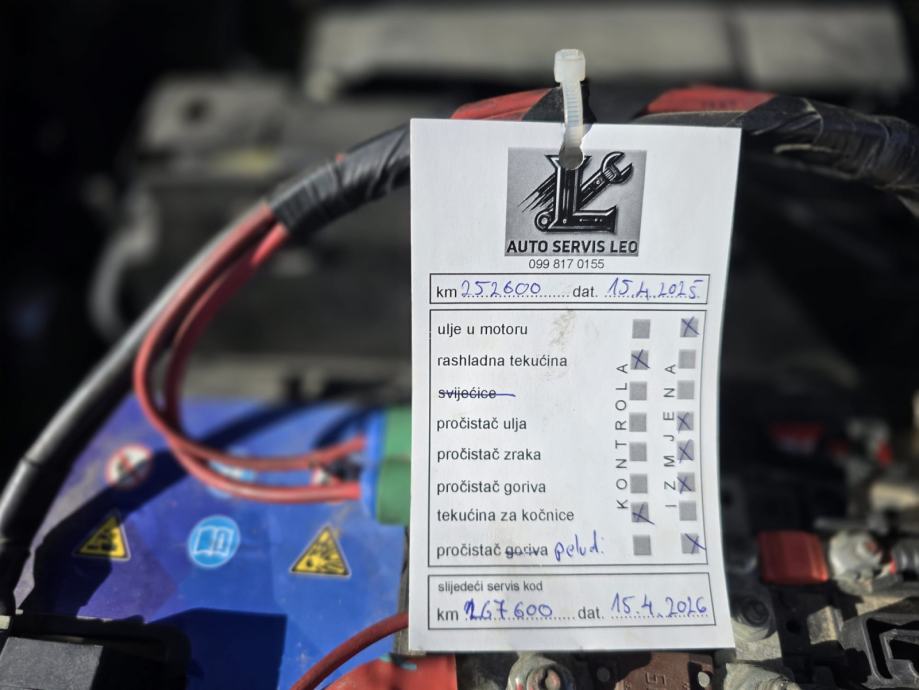 AUTO SERVIS LEO
099 817 0155
km 252600 dat. 15.4.2025
ulje u motoru
rashladna tekućina
svijećice
pročistač ulja
pročistač zraka
pročistač goriva
tekućina za kočnice
pročistač goriva peludi
KONTROLA
IZMJENA
slijedeći servis kod
km 267600 dat. 15.4.2026